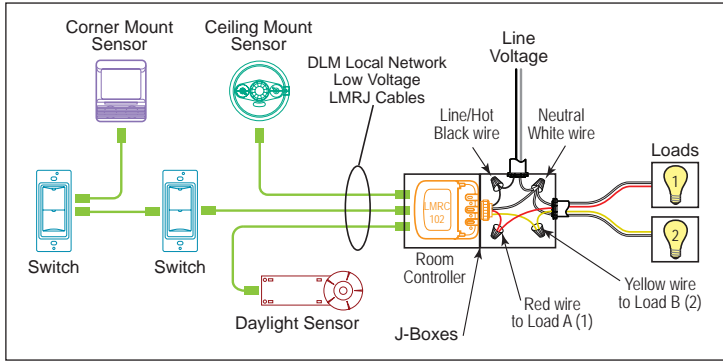 Corner Mount
Sensor
Ceiling Mount
Sensor
DLM Local Network
Low Voltage
LMRJ Cables
Line
Voltage
Line/Hot
Black wire
Neutral
White wire
Loads
1
2
LMRC
102
Switch
Switch
Room
Controller
Daylight Sensor
J-Boxes
Red wire
to Load A (1)
Yellow wire
to Load B (2)